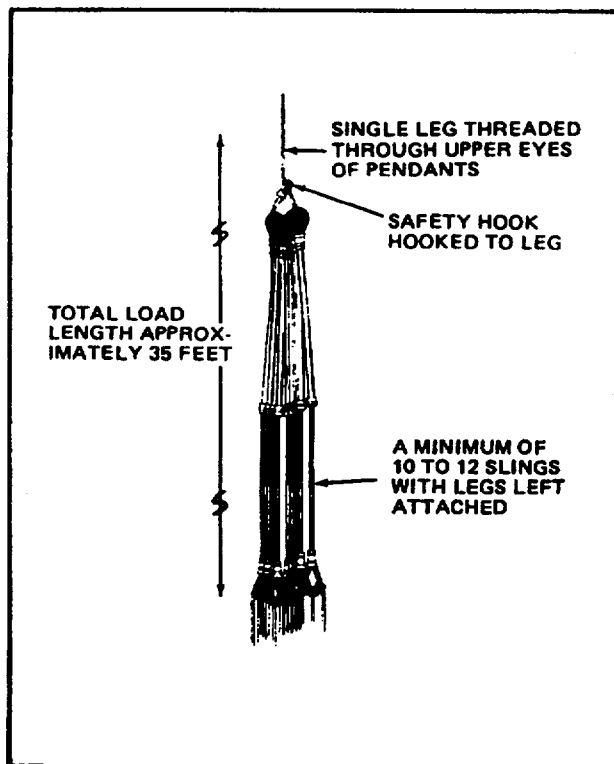 SINGLE LEG THREADED
THROUGH UPPER EYES
OF PENDANTS
SAFETY HOOK
HOOKED TO LEG
TOTAL LOAD
LENGTH APPROX-
IMATELY 35 FEET
A MINIMUM OF
10 TO 12 SLINGS
WITH LEGS LEFT
ATTACHED